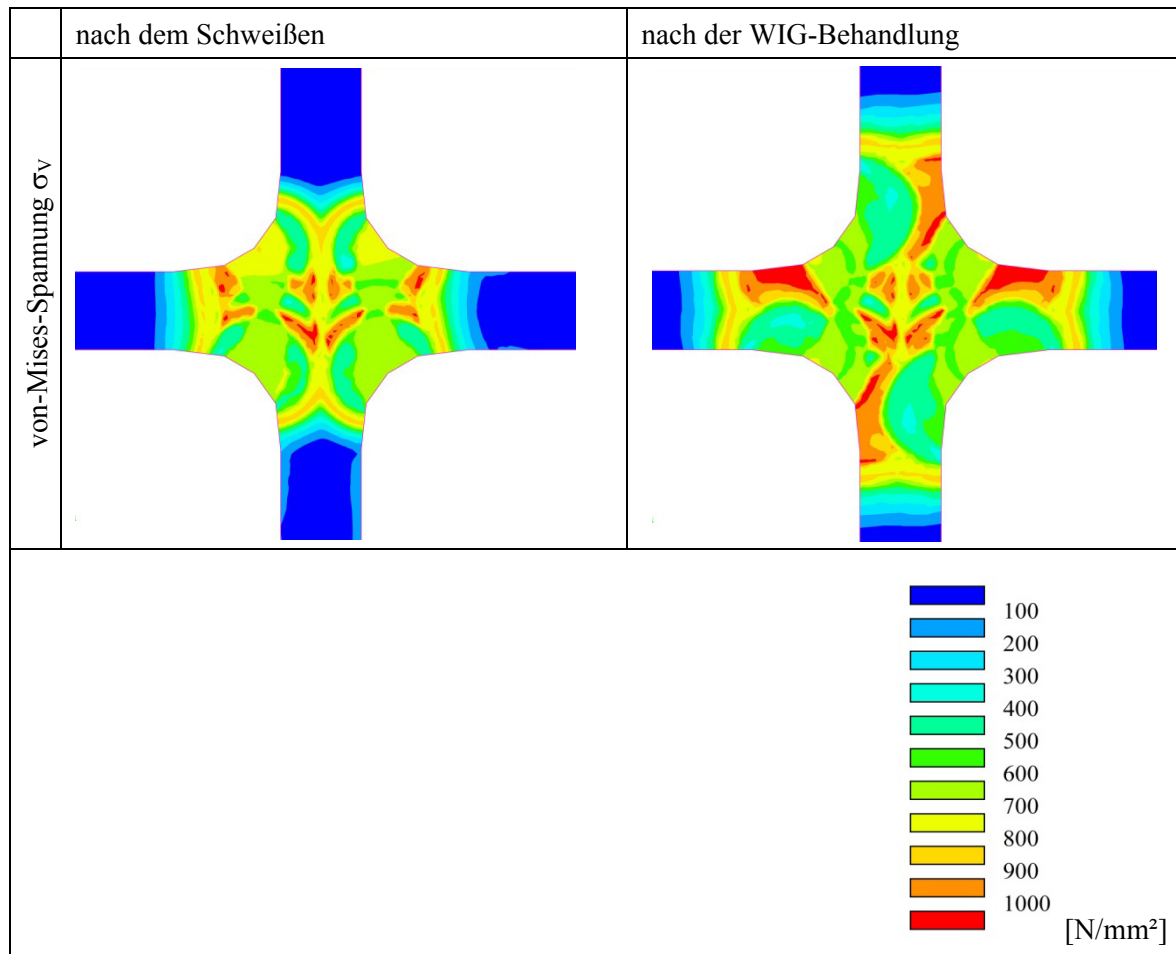 nach dem Schweißen
nach der WIG-Behandlung
von-Mises-Spannung σV
100
200
300
400
500
600
700
800
900
1000
[N/mm²]